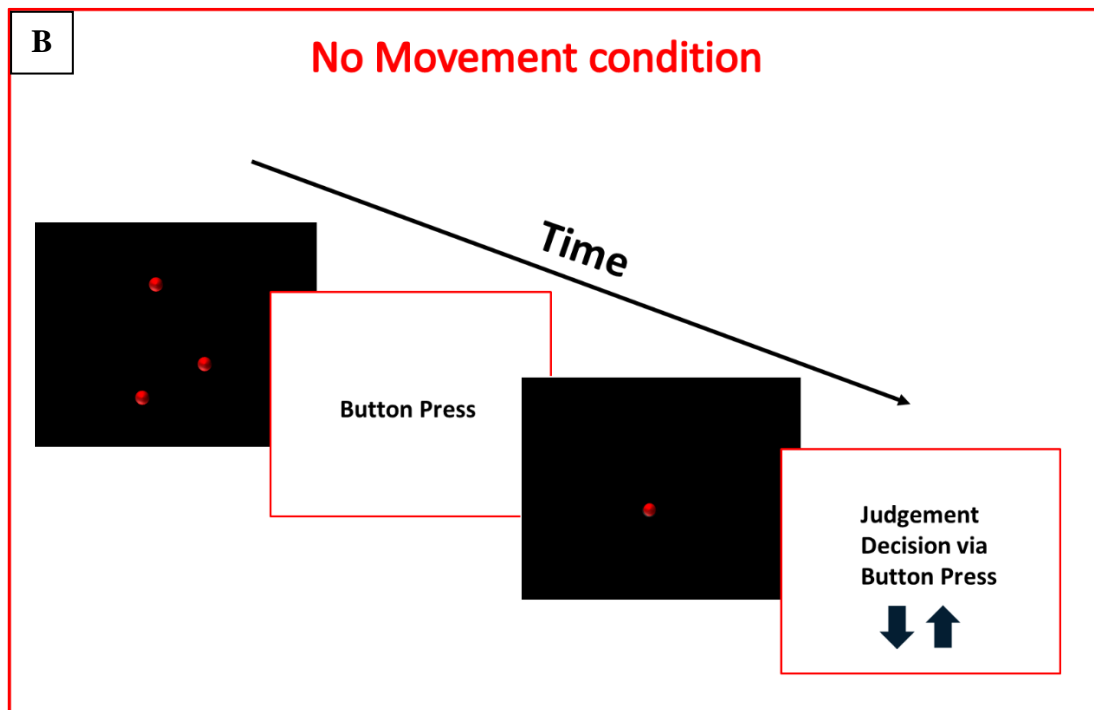 B
No Movement condition
Time
Button Press
Judgement
Decision via
Button Press